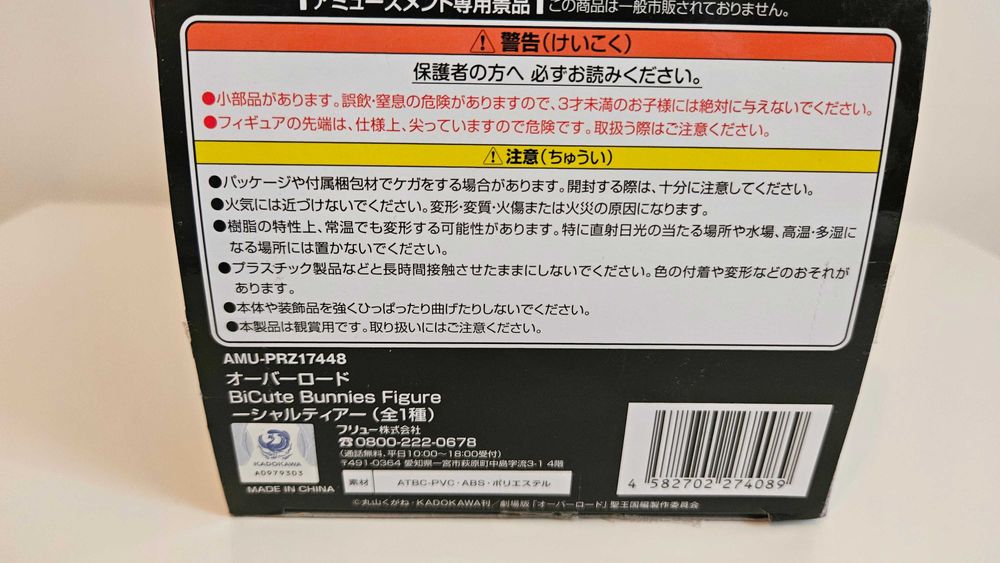 アミューズメント専用景品 この商品は一般市販されておりません。
⚠警告(けいこく)
保護者の方へ 必ずお読みください。
●小部品があります。誤飲・窒息の危険がありますので、3才未満のお子様には絶対に与えないでください。
●フィギュアの先端は、仕様上、尖っていますので危険です。取扱う際はご注意ください。
⚠注意(ちゅうい)
●パッケージや付属梱包材でケガをする場合があります。開封する際は、十分に注意してください。
●火気には近づけないでください。変形・変質・火傷または火災の原因になります。
●樹脂の特性上、常温でも変形する可能性があります。特に直射日光の当たる場所や水場、高温・多湿に
なる場所には置かないでください。
●プラスチック製品などと長時間接触させたままにしないでください。色の付着や変形などのおそれが
あります。
●本体や装飾品を強くひっぱったり曲げたりしないでください。
●本製品は観賞用です。取り扱いにはご注意ください。
AMU-PRZ17448
オーバーロード
BiCute Bunnies Figure
ーシャルティアー(全1種)
フリュー株式会社
☎0800-222-0678
(通話無料、平日10:00~18:00受付)
〒491-0364 愛知県一宮市萩原町中島字流3-1 4階
KADOKAWA
A0979303
MADE IN CHINA
素材 ATBC-PVC・ABS・ポリエステル
©丸山くがね・KADOKAWA刊/劇場版「オーバーロード」聖王国編製作委員会
4 582702 274089